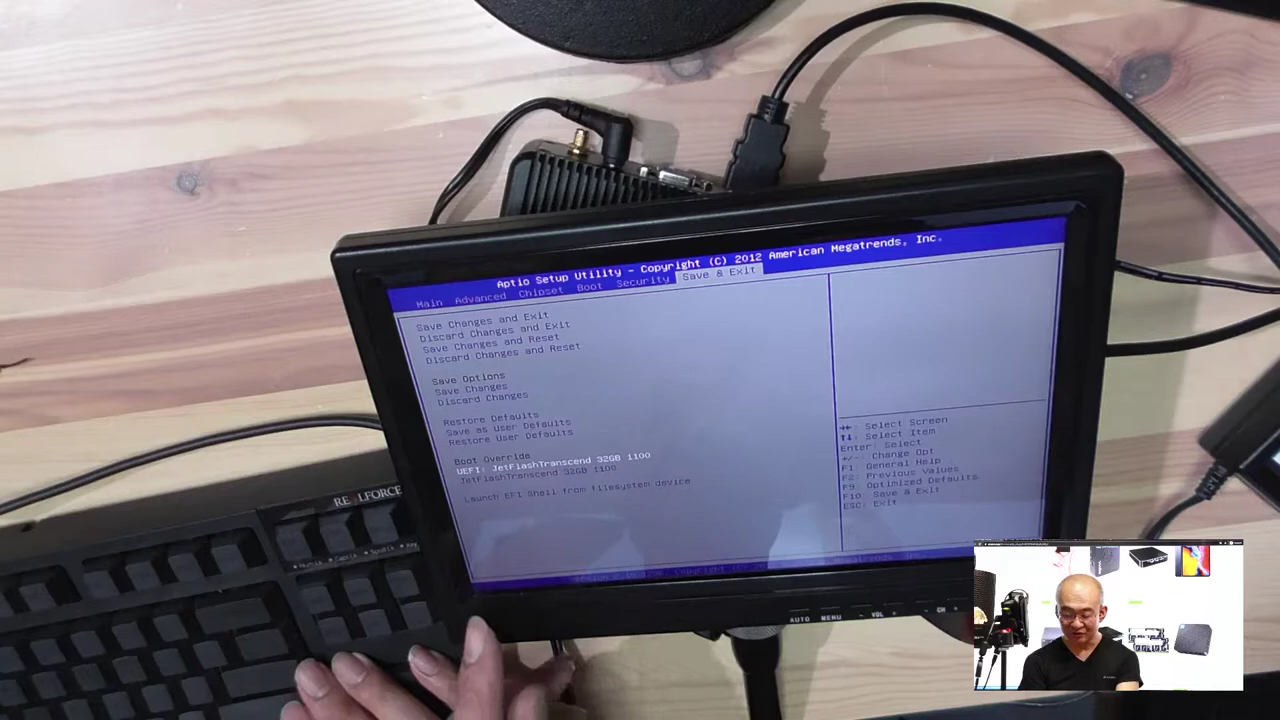 Aptio Setup Utility - Copyright (C) 2012 American Megatrends, Inc.
Main Advanced Chipset Boot Security Save & Exit
Save Changes and Exit
Discard Changes and Exit
Save Changes and Reset
Discard Changes and Reset
Save Options
Save Changes
Discard Changes
Restore Defaults
Save as User Defaults
Restore User Defaults
Boot Override
UEFI: JetFlashTranscend 32GB 1100
JetFlashTranscend 32GB 1100
Launch EFI Shell from filesystem device
→←: Select Screen
↑↓: Select Item
Enter: Select
+/-: Change Opt.
F1: General Help
F2: Previous Values
F9: Optimized Defaults
F10: Save & Exit
ESC: Exit
REALFORCE
AUTO MENU - VOL + - CH +